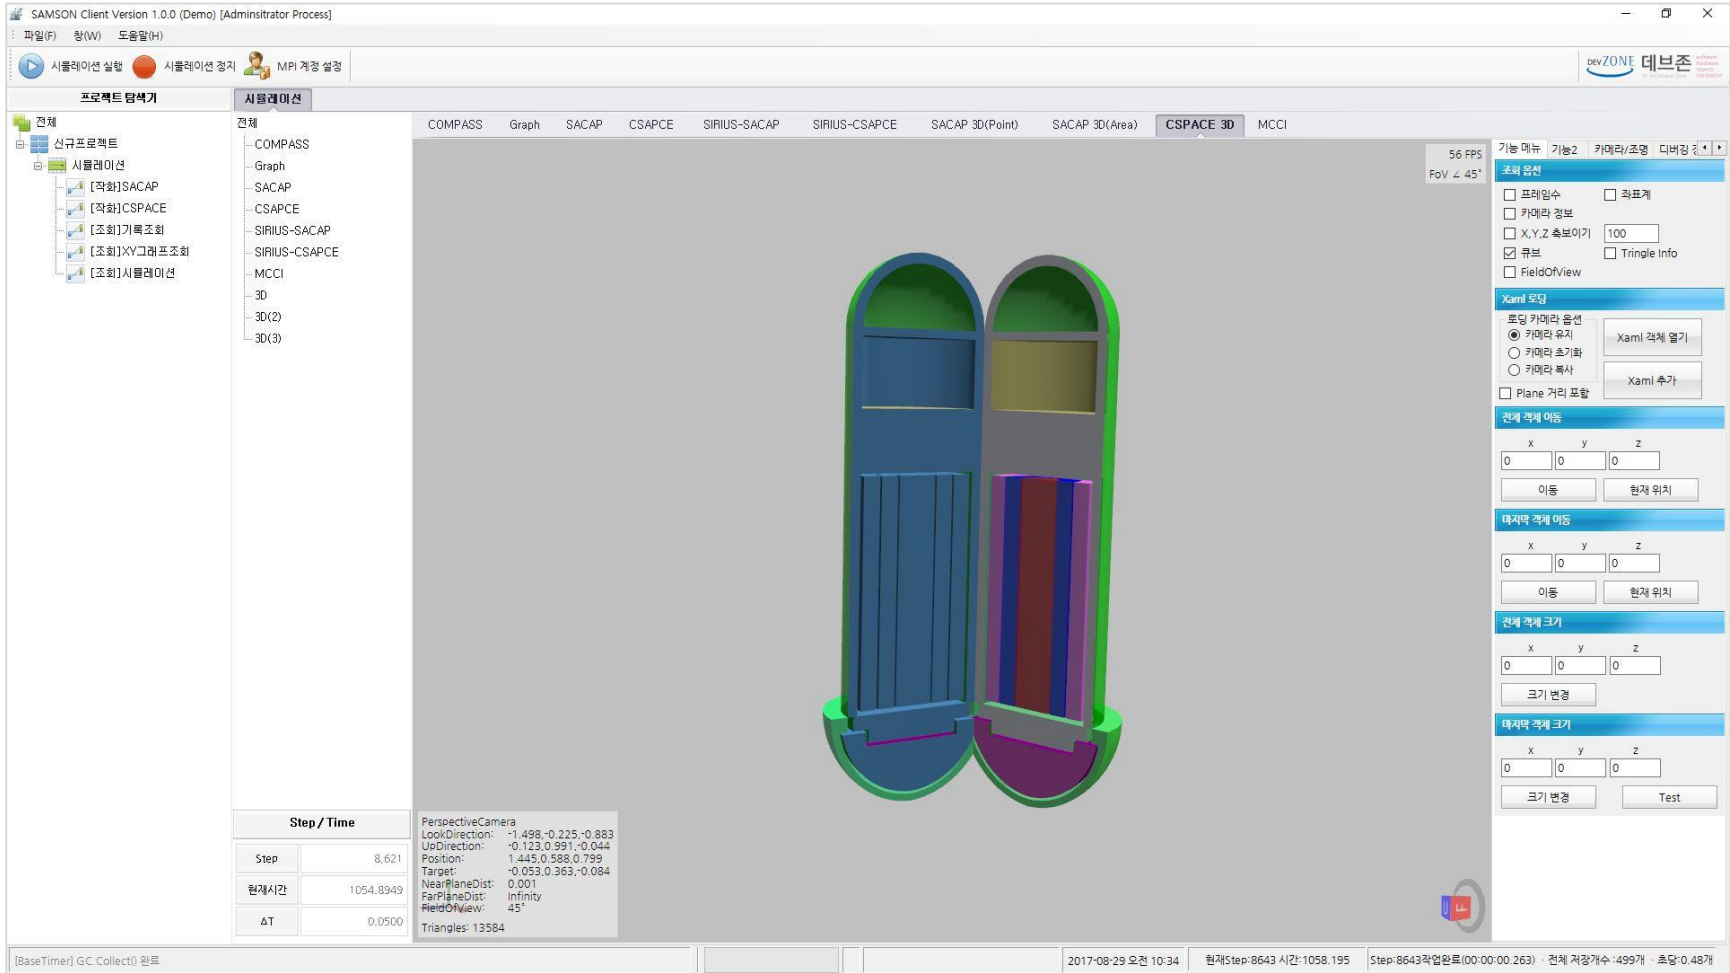 SAMSON Client Version 1.0.0 (Demo) [Adminsitrator Process]
파일(F) 창(W) 도움말(H)
시뮬레이션 실행 시뮬레이션 정지 MPI 계정 설정
DEVZONE 데브존
프로젝트 탐색기
전체
신규프로젝트
시뮬레이션
[작화]SACAP
[작화]CSPACE
[조회]기록조회
[조회]XY그래프조회
[조회]시뮬레이션
시뮬레이션
전체
COMPASS
Graph
SACAP
CSAPCE
SIRIUS-SACAP
SIRIUS-CSAPCE
MCCI
3D
3D(2)
3D(3)
Step / Time
Step 8,621
현재시간 1054,8949
ΔT 0,0500
COMPASS Graph SACAP CSAPCE SIRIUS-SACAP SIRIUS-CSAPCE SACAP 3D(Point) SACAP 3D(Area) CSPACE 3D MCCI
56 FPS
FoV ∠ 45°
PerspectiveCamera
LookDirection: -1.498,-0.225,-0.883
UpDirection: -0.123,0.991,-0.044
Position: 1.445,0.588,0.799
Target: -0.053,0.363,-0.084
NearPlaneDist: 0.001
FarPlaneDist: Infinity
FieldOfView: 45°
Triangles: 13584
U F
기능 메뉴 기능2 카메라/조명 디버깅
조회 옵션
프레임수 좌표계
카메라 정보
X,Y,Z 축보이기 100
큐브 Tringle Info
FieldOfView
Xaml 로딩
로딩 카메라 옵션
카메라 유지
카메라 초기화
카메라 복사
Xaml 객체 열기
Xaml 추가
Plane 거리 포함
전체 객체 이동
x y z
0 0 0
이동 현재 위치
마지막 객체 이동
x y z
0 0 0
이동 현재 위치
전체 객체 크기
x y z
0 0 0
크기 변경
마지막 객체 크기
x y z
0 0 0
크기 변경 Test
[BaseTimer] GC.Collect() 완료
2017-08-29 오전 10:34 현재Step:8643 시간:1058.195 Step:8643작업완료(00:00:00.263) · 전체 저장개수 :499개 · 초당:0.48개